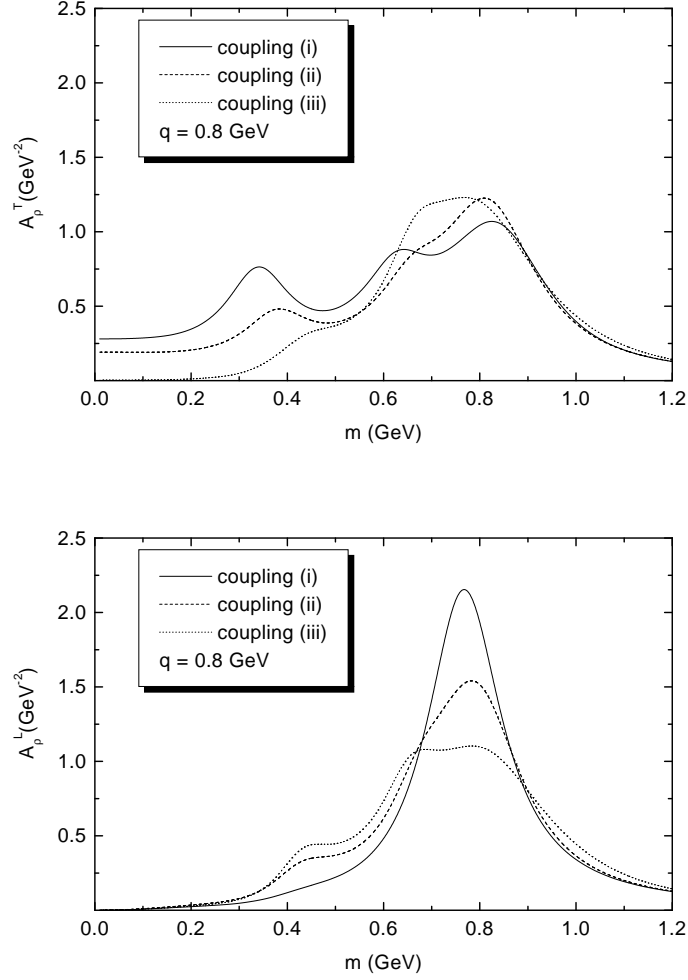 2.5
coupling (i)
coupling (ii)
2.0
coupling (iii)
q = 0.8 GeV
1.5
A_ρ^T(GeV^-2)
1.0
0.5
0.0 0.2 0.4 0.6 0.8 1.0 1.2
m (GeV)
2.5
coupling (i)
coupling (ii)
2.0
coupling (iii)
q = 0.8 GeV
1.5
A_ρ^L(GeV^-2)
1.0
0.5
0.0 0.2 0.4 0.6 0.8 1.0 1.2
m (GeV)